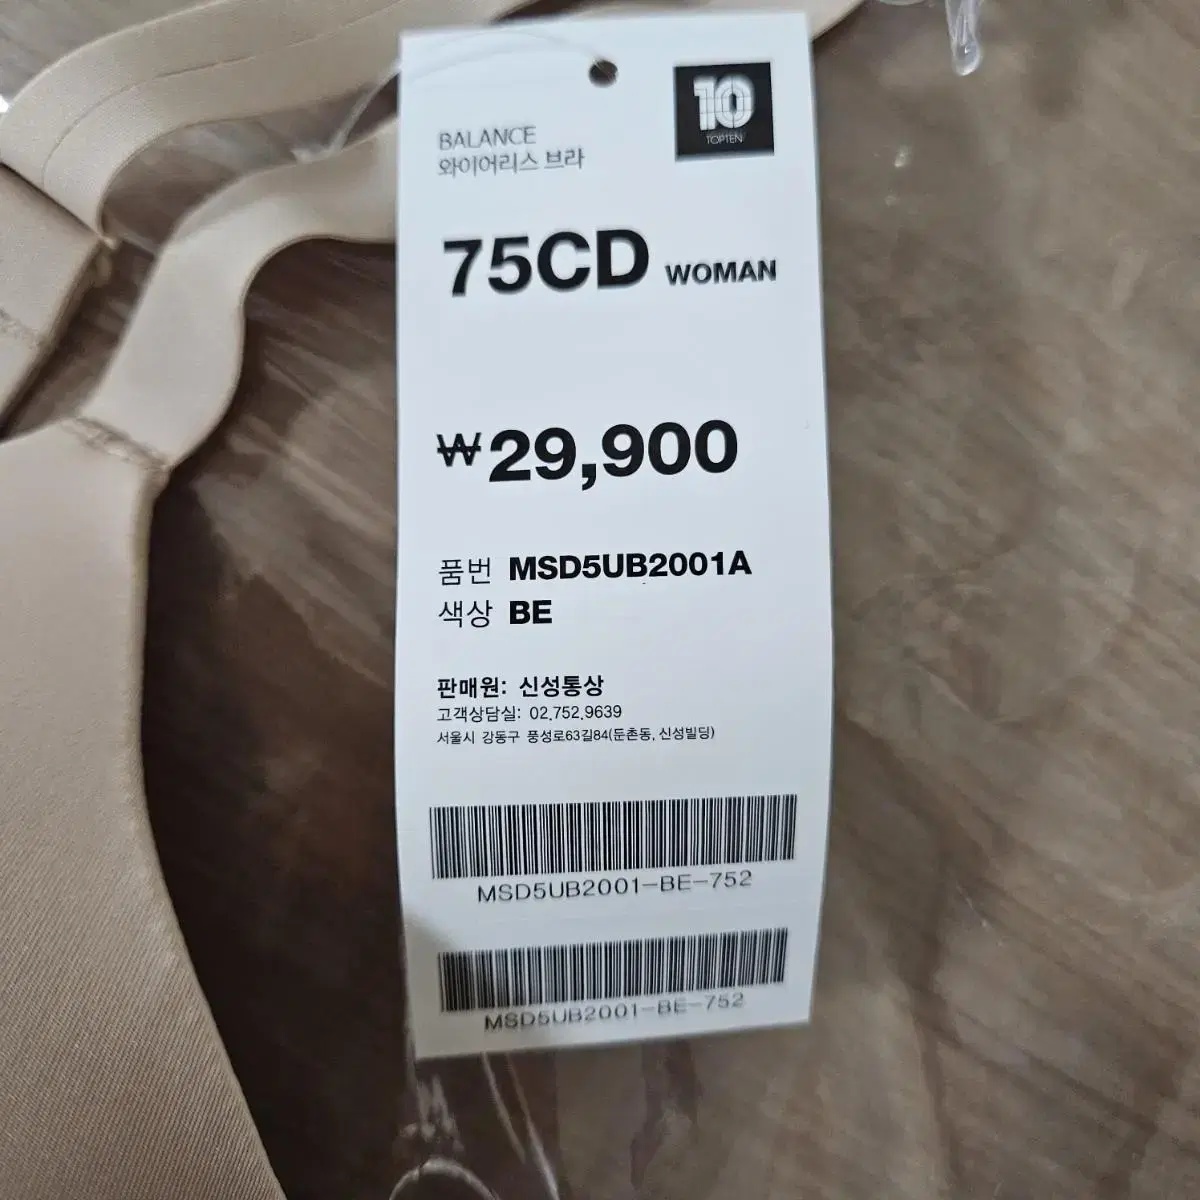 10
TOPTEN
BALANCE
와이어리스 브라
75CD WOMAN
₩29,900
품번 MSD5UB2001A
색상 BE
판매원: 신성통상
고객상담실: 02.752.9639
서울시 강동구 풍성로63길84(둔촌동, 신성빌딩)
MSD5UB2001-BE-752
MSD5UB2001-BE-752